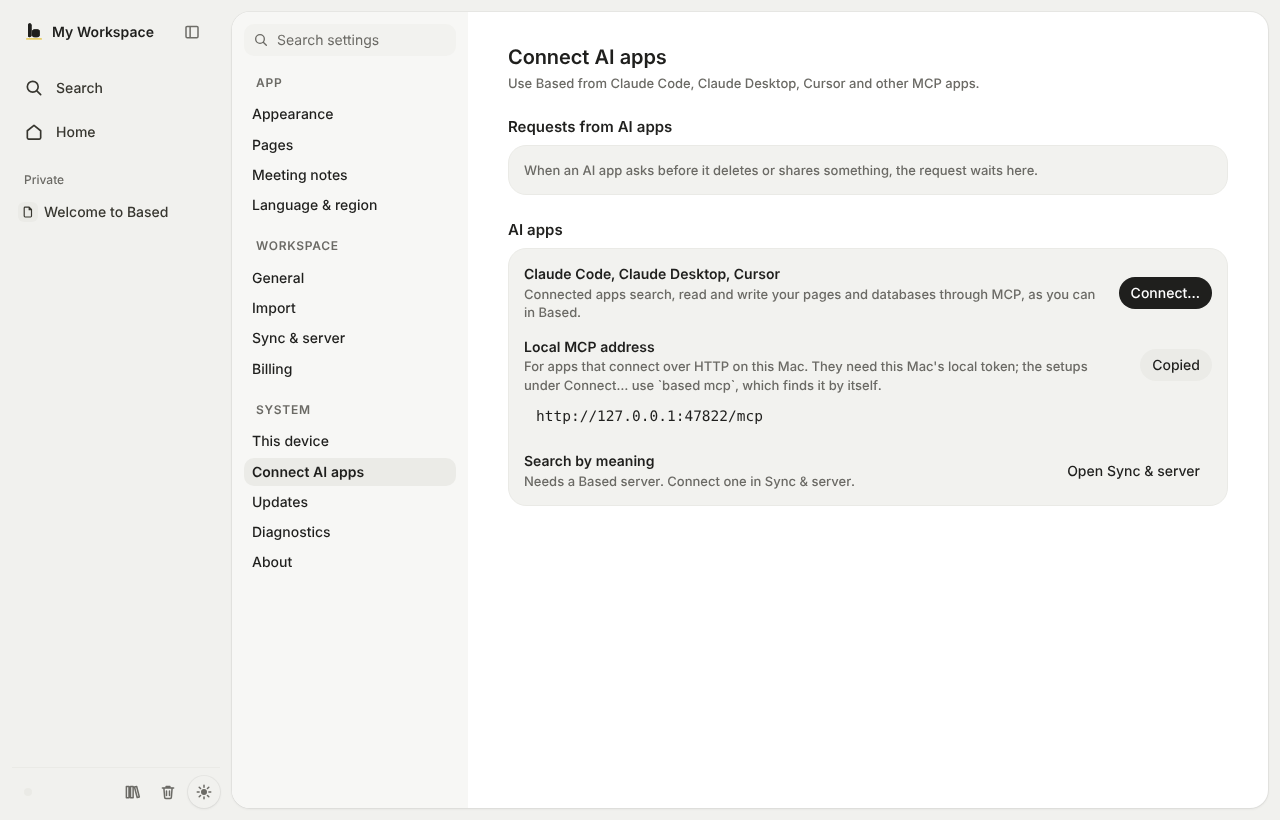 My Workspace
Search
Home
Private
Welcome to Based
Search settings
APP
Appearance
Pages
Meeting notes
Language & region
WORKSPACE
General
Import
Sync & server
Billing
SYSTEM
This device
Connect AI apps
Updates
Diagnostics
About
Connect AI apps
Use Based from Claude Code, Claude Desktop, Cursor and other MCP apps.
Requests from AI apps
When an AI app asks before it deletes or shares something, the request waits here.
AI apps
Claude Code, Claude Desktop, Cursor
Connected apps search, read and write your pages and databases through MCP, as you can
in Based.
Connect...
Local MCP address
For apps that connect over HTTP on this Mac. They need this Mac's local token; the setups
under Connect... use `based mcp`, which finds it by itself.
Copied
http://127.0.0.1:47822/mcp
Search by meaning
Needs a Based server. Connect one in Sync & server.
Open Sync & server